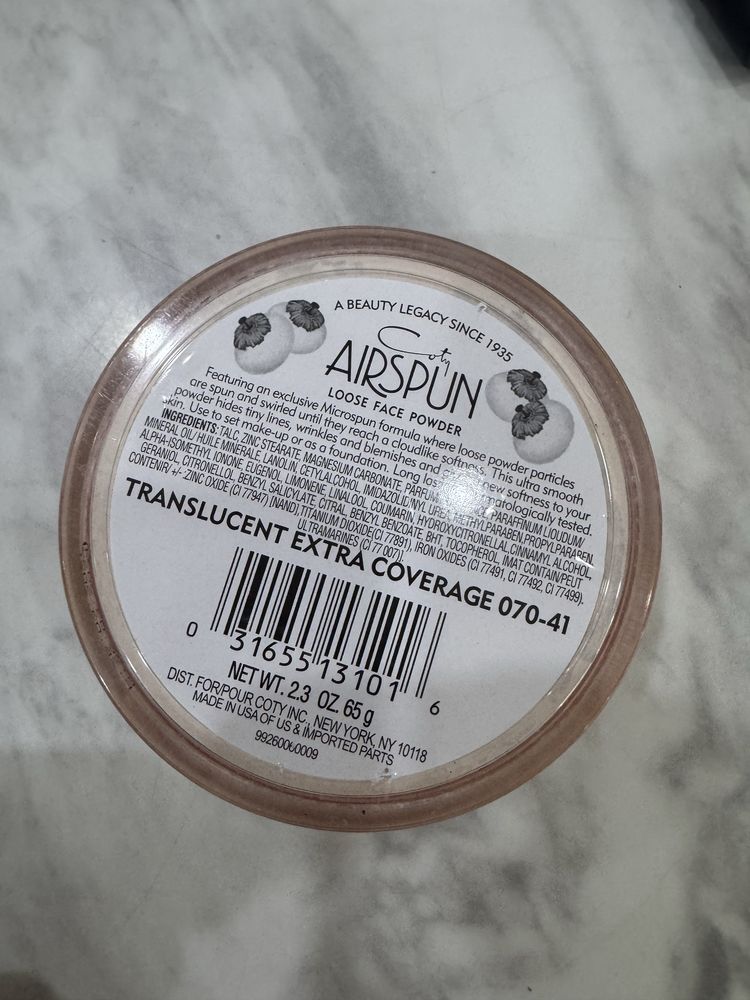 A BEAUTY LEGACY SINCE 1935
Coty
AIRSPUN
LOOSE FACE POWDER
Featuring an exclusive Microspun formula where loose powder particles
are spun and swirled until they reach a cloudlike softness. This ultra smooth
powder hides tiny lines, wrinkles and blemishes and new softness to your
skin. Use to set make-up or as a foundation. Long dermatologically tested.
INGREDIENTS: TALC, ZINC STEARATE, MAGNESIUM CARBONATE, PARFUM PARAFFINUM LIQUIDUM/
MINERAL OIL/ HUILE MINERALE, LANOLIN, CETYL ALCOHOL, IMIDAZOLIDINYL METHYLPARABEN, PROPYLPARABEN,
ALPHA-ISOMETHYL IONONE, EUGENOL, LIMONENE, LINALOOL, COUMARIN, HYDROXYCITRONELLAL, CINNAMYL ALCOHOL,
GERANIOL, CITRONELLOL, BENZYL SALICYLATE, CITRAL, BENZYL BENZOATE, BHT, TOCOPHEROL, [MAY CONTAIN/PEUT
CONTENIR/ +/-:ZINC OXIDE (CI 77947) [NANO], TITANIUM DIOXIDE(CI 77891), IRON OXIDES (CI 77491, CI 77492, CI 77499),
ULTRAMARINES (CI 77007)].
TRANSLUCENT EXTRA COVERAGE 070-41
0 31655 13101 6
NET WT. 2.3 OZ. 65 g
DIST. FOR/POUR COTY INC., NEW YORK, NY 10118
MADE IN USA OF US & IMPORTED PARTS
99260060009